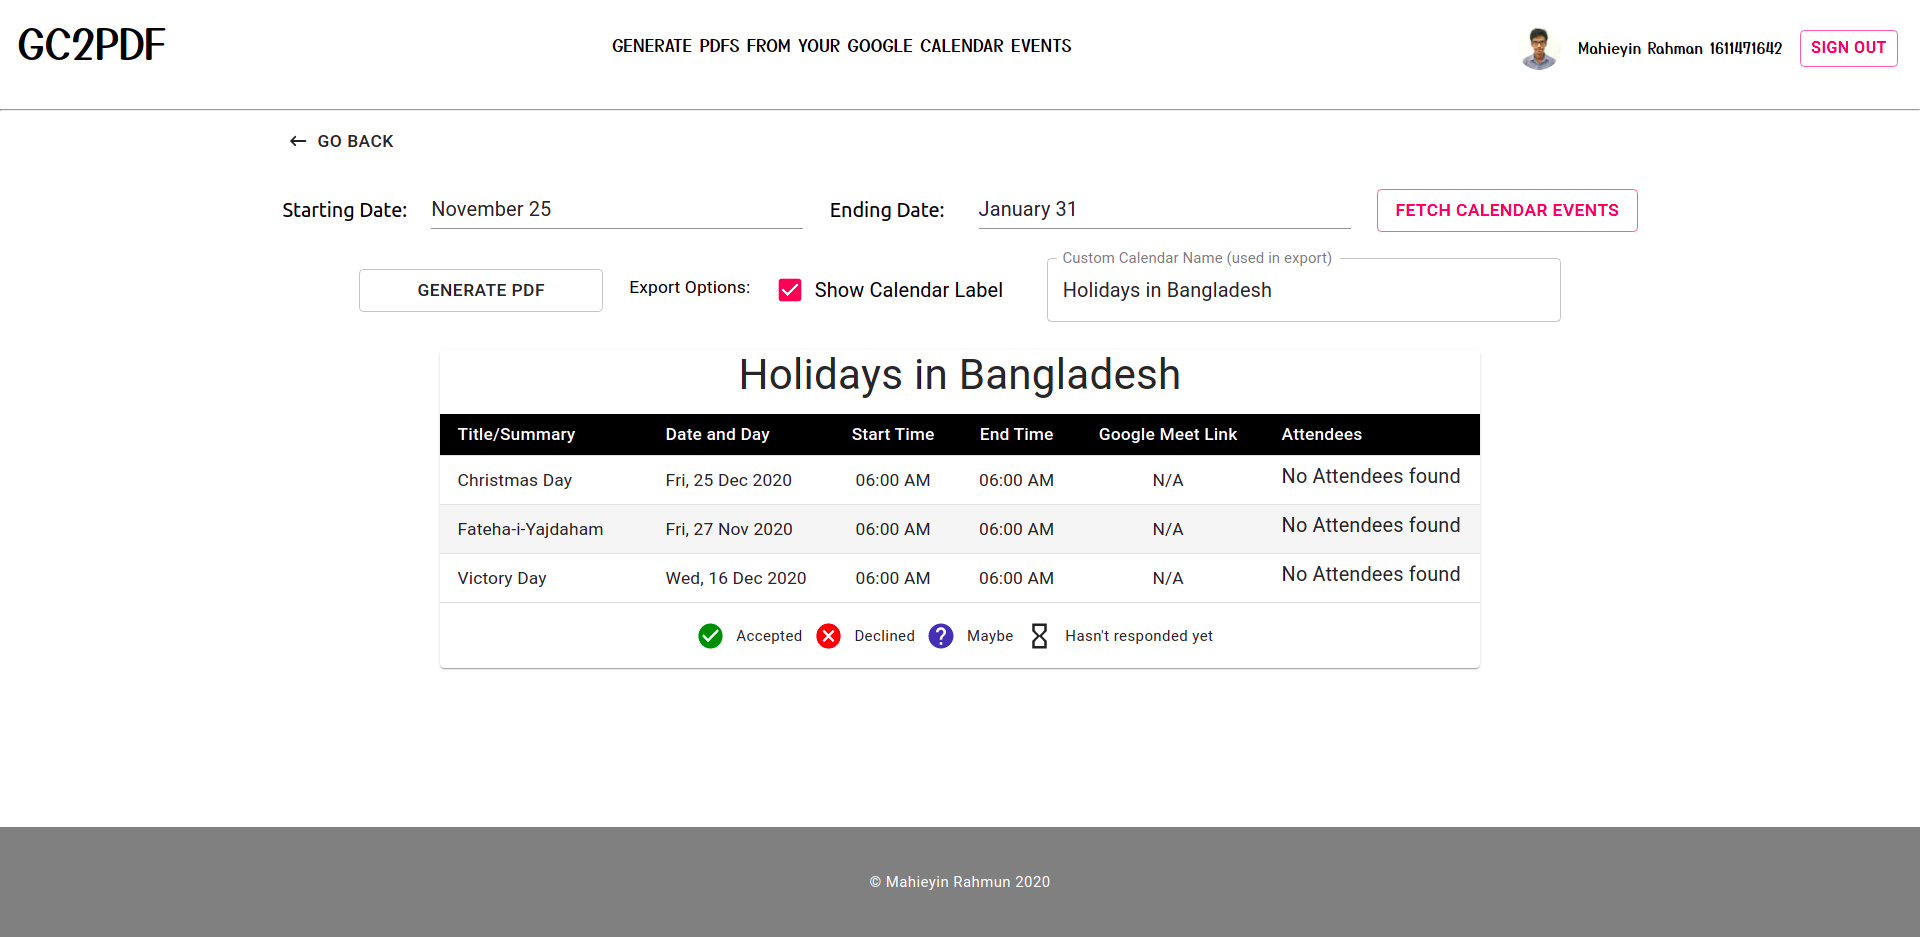 GC2PDF
GENERATE PDFS FROM YOUR GOOGLE CALENDAR EVENTS
Mahieyin Rahman 1611471642
SIGN OUT
GO BACK
Starting Date: November 25 Ending Date: January 31 FETCH CALENDAR EVENTS
Custom Calendar Name (used in export)
GENERATE PDF Export Options: Show Calendar Label Holidays in Bangladesh
Holidays in Bangladesh
Title/Summary Date and Day Start Time End Time Google Meet Link Attendees
Christmas Day Fri, 25 Dec 2020 06:00 AM 06:00 AM N/A No Attendees found
Fateha-i-Yajdaham Fri, 27 Nov 2020 06:00 AM 06:00 AM N/A No Attendees found
Victory Day Wed, 16 Dec 2020 06:00 AM 06:00 AM N/A No Attendees found
Accepted Declined Maybe Hasn't responded yet
© Mahieyin Rahmun 2020